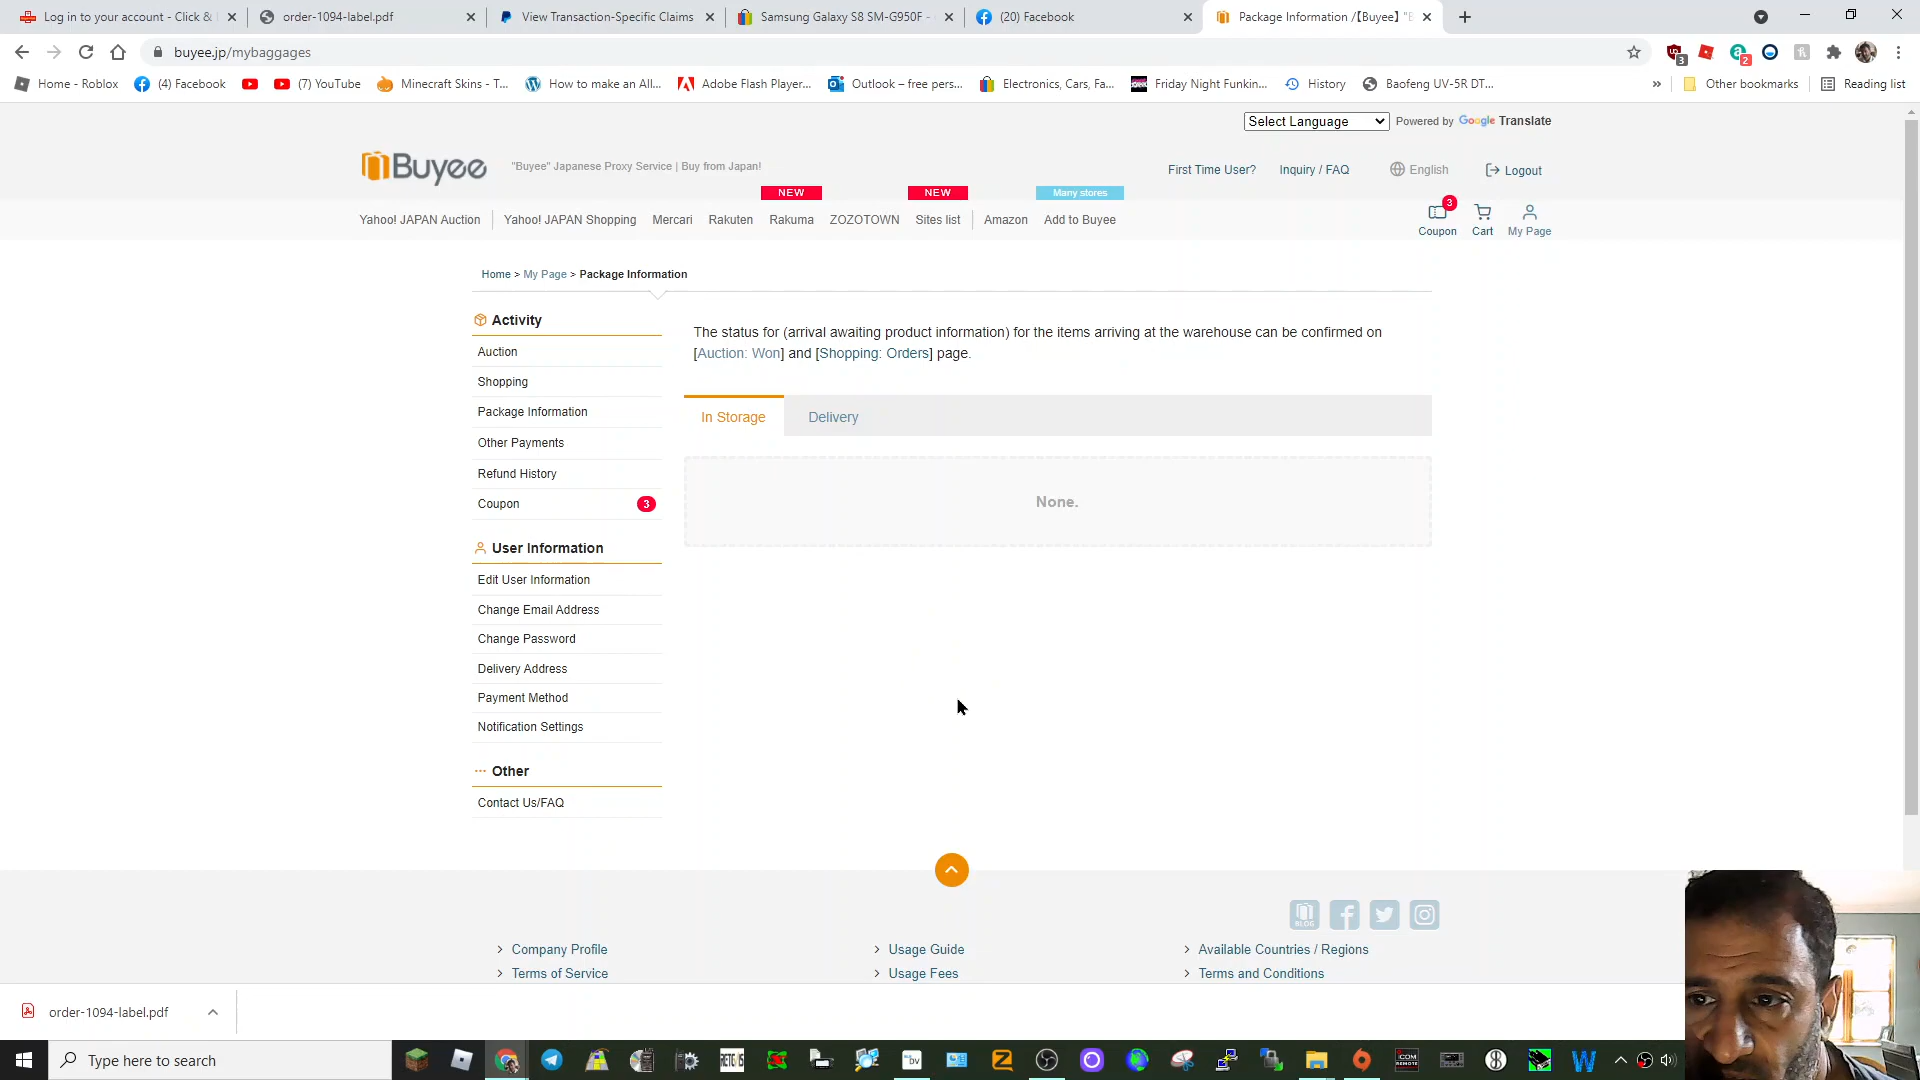 Log in to your account - Click &
order-1094-label.pdf
View Transaction-Specific Claims
Samsung Galaxy S8 SM-G950F -
(20) Facebook
Package Information /【Buyee】 "B
buyee.jp/mybaggages
3
2
Home - Roblox
(4) Facebook
(7) YouTube
Minecraft Skins - T...
How to make an All...
Adobe Flash Player...
Outlook – free pers...
Electronics, Cars, Fa...
Friday Night Funkin...
History
Baofeng UV-5R DT...
»
Other bookmarks
Reading list
Select Language
Powered by Google Translate
Buyee
"Buyee" Japanese Proxy Service | Buy from Japan!
First Time User?
Inquiry / FAQ
English
Logout
NEW
NEW
Many stores
Yahoo! JAPAN Auction
Yahoo! JAPAN Shopping
Mercari
Rakuten
Rakuma
ZOZOTOWN
Sites list
Amazon
Add to Buyee
3
Coupon
Cart
My Page
Home > My Page > Package Information
Activity
Auction
Shopping
Package Information
Other Payments
Refund History
Coupon
3
User Information
Edit User Information
Change Email Address
Change Password
Delivery Address
Payment Method
Notification Settings
Other
Contact Us/FAQ
The status for (arrival awaiting product information) for the items arriving at the warehouse can be confirmed on
[Auction: Won] and [Shopping: Orders] page.
In Storage
Delivery
None.
BLOG
Company Profile
Usage Guide
Available Countries / Regions
Terms of Service
Usage Fees
Terms and Conditions
order-1094-label.pdf
Type here to search